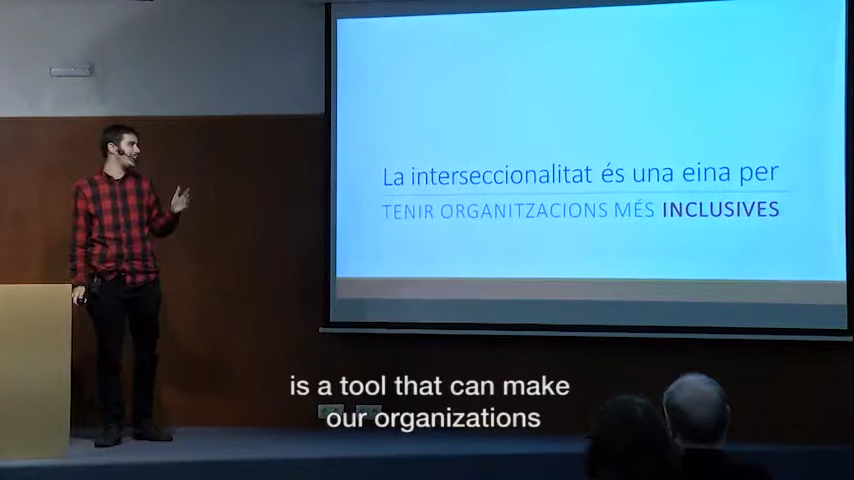 La interseccionalitat és una eina per
TENIR ORGANITZACIONS MÉS INCLUSIVES
is a tool that can make
our organizations